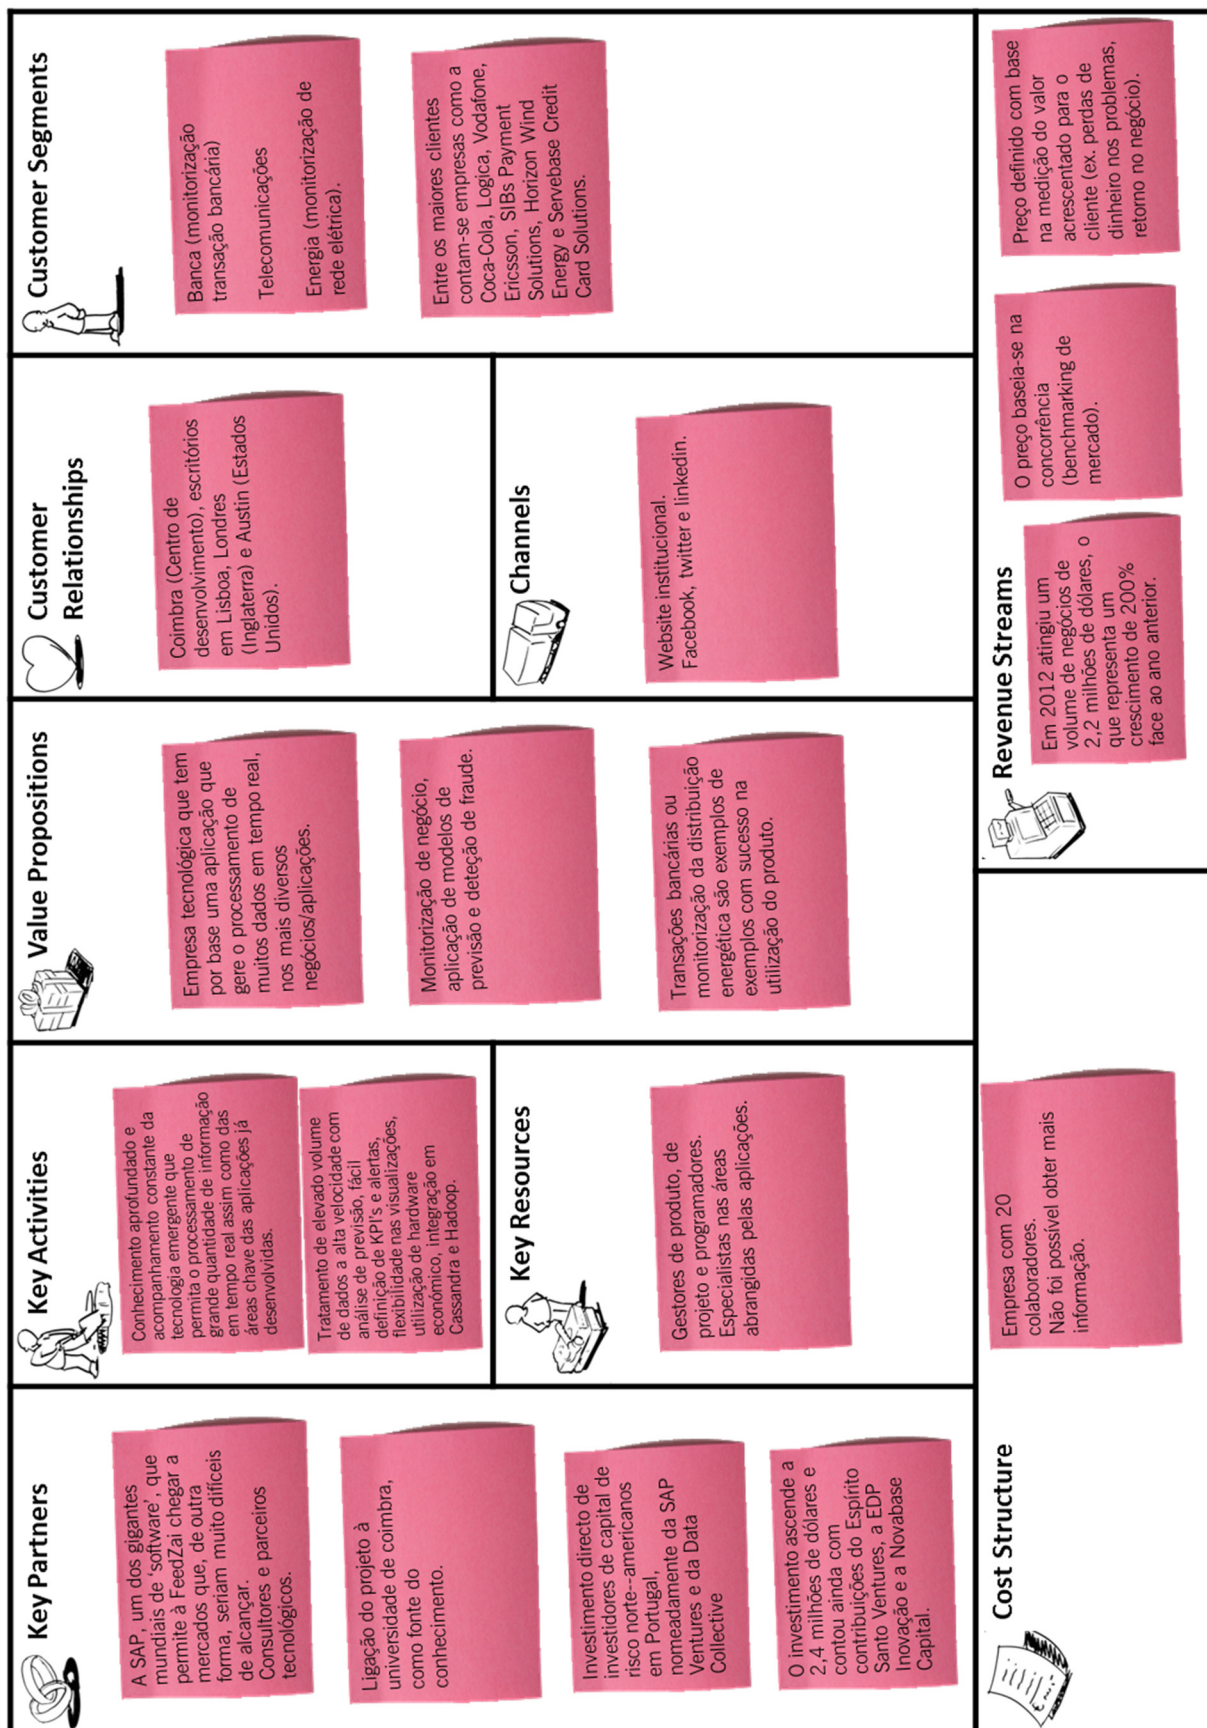 Key Partners
A SAP, um dos gigantes
mundiais de 'software', que
permite à FeedZai chegar a
mercados que, de outra
forma, seriam muito difíceis
de alcançar.
Consultores e parceiros
tecnológicos.
Ligação do projeto à
universidade de coimbra,
como fonte do
conhecimento.
Investimento directo de
investidores de capital de
risco norte--americanos
em Portugal,
nomeadamente da SAP
Ventures e da Data
Collective
O investimento ascende a
2,4 milhões de dólares e
contou ainda com
contribuições do Espírito
Santo Ventures, a EDP
Inovação e a Novabase
Capital.
Key Activities
Conhecimento aprofundado e
acompanhamento constante da
tecnologia emergente que
permita o processamento de
grande quantidade de informação
em tempo real assim como das
áreas chave das aplicações já
desenvolvidas.
Tratamento de elevado volume
de dados a alta velocidade com
análise de previsão, fácil
definição de KPI's e alertas,
flexibilidade nas visualizações,
utilização de hardware
económico, integração em
Cassandra e Hadoop.
Key Resources
Gestores de produto, de
projeto e programadores.
Especialistas nas áreas
abrangidas pelas aplicações.
Value Propositions
Empresa tecnológica que tem
por base uma aplicação que
gere o processamento de
muitos dados em tempo real,
nos mais diversos
negócios/aplicações.
Monitorização de negócio,
aplicação de modelos de
previsão e deteção de fraude.
Transações bancárias ou
monitorização da distribuição
energética são exemplos de
exemplos com sucesso na
utilização do produto.
Customer
Relationships
Coimbra (Centro de
desenvolvimento), escritórios
em Lisboa, Londres
(Inglaterra) e Austin (Estados
Unidos).
Channels
Website institucional.
Facebook, twitter e linkedin.
Customer Segments
Banca (monitorização
transação bancária)
Telecomunicações
Energia (monitorização de
rede elétrica).
Entre os maiores clientes
contam-se empresas como a
Coca-Cola, Logica, Vodafone,
Ericsson, SIBs Payment
Solutions, Horizon Wind
Energy e Servebase Credit
Card Solutions.
Cost Structure
Empresa com 20
colaboradores.
Não foi possível obter mais
informação.
Revenue Streams
Em 2012 atingiu um
volume de negócios de
2,2 milhões de dólares, o
que representa um
crescimento de 200%
face ao ano anterior.
O preço baseia-se na
concorrência
(benchmarking de
mercado).
Preço definido com base
na medição do valor
acrescentado para o
cliente (ex. perdas de
dinheiro nos problemas,
retorno no negócio).